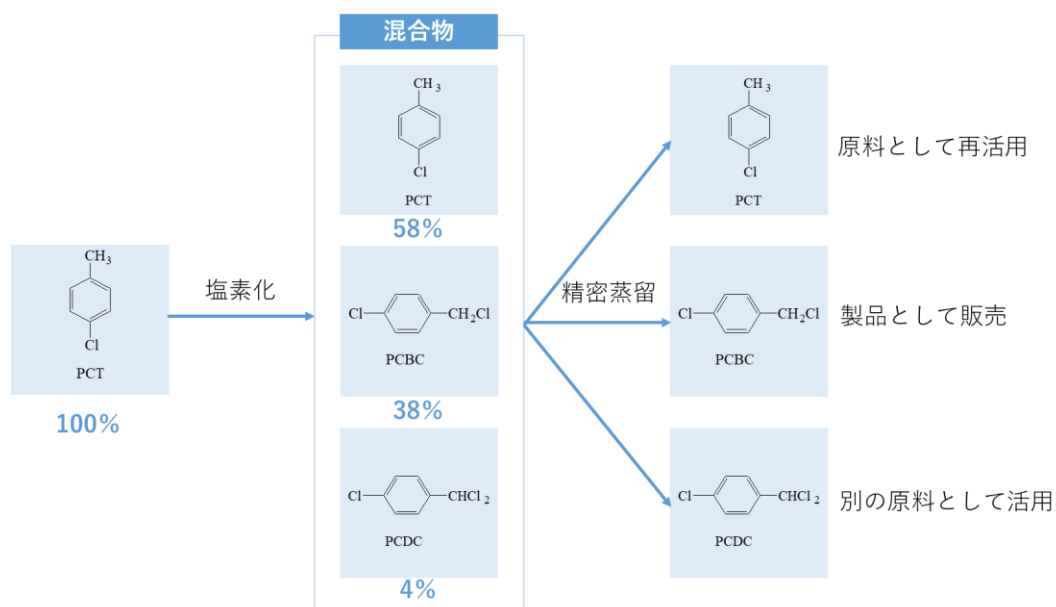 混合物
CH₃
Cl
PCT
58%
CH₃
Cl
PCT
原料として再活用
CH₃
Cl
PCT
100%
塩素化
Cl
CH₂Cl
PCBC
38%
精密蒸留
Cl
CH₂Cl
PCBC
製品として販売
Cl
CHCl₂
PCDC
4%
Cl
CHCl₂
PCDC
別の原料として活用